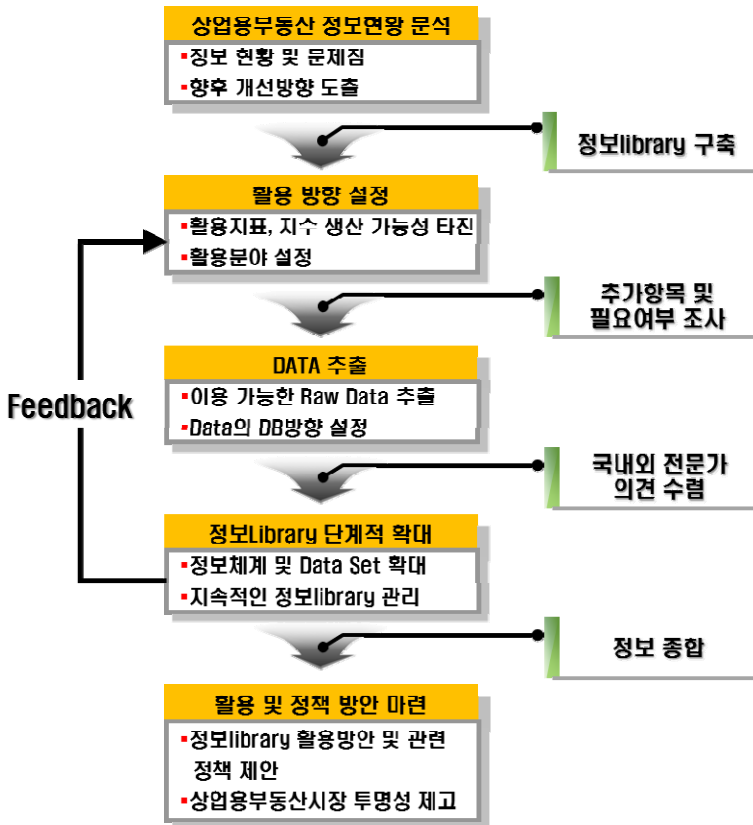 상업용부동산 정보현황 분석
▪정보 현황 및 문제점
▪향후 개선방향 도출
정보library 구축
활용 방향 설정
▪활용지표, 지수 생산 가능성 타진
▪활용분야 설정
추가항목 및
필요여부 조사
DATA 추출
▪이용 가능한 Raw Data 추출
▪Data의 DB방향 설정
Feedback
국내외 전문가
의견 수렴
정보Library 단계적 확대
▪정보체계 및 Data Set 확대
▪지속적인 정보library 관리
정보 종합
활용 및 정책 방안 마련
▪정보library 활용방안 및 관련
정책 제안
▪상업용부동산시장 투명성 제고